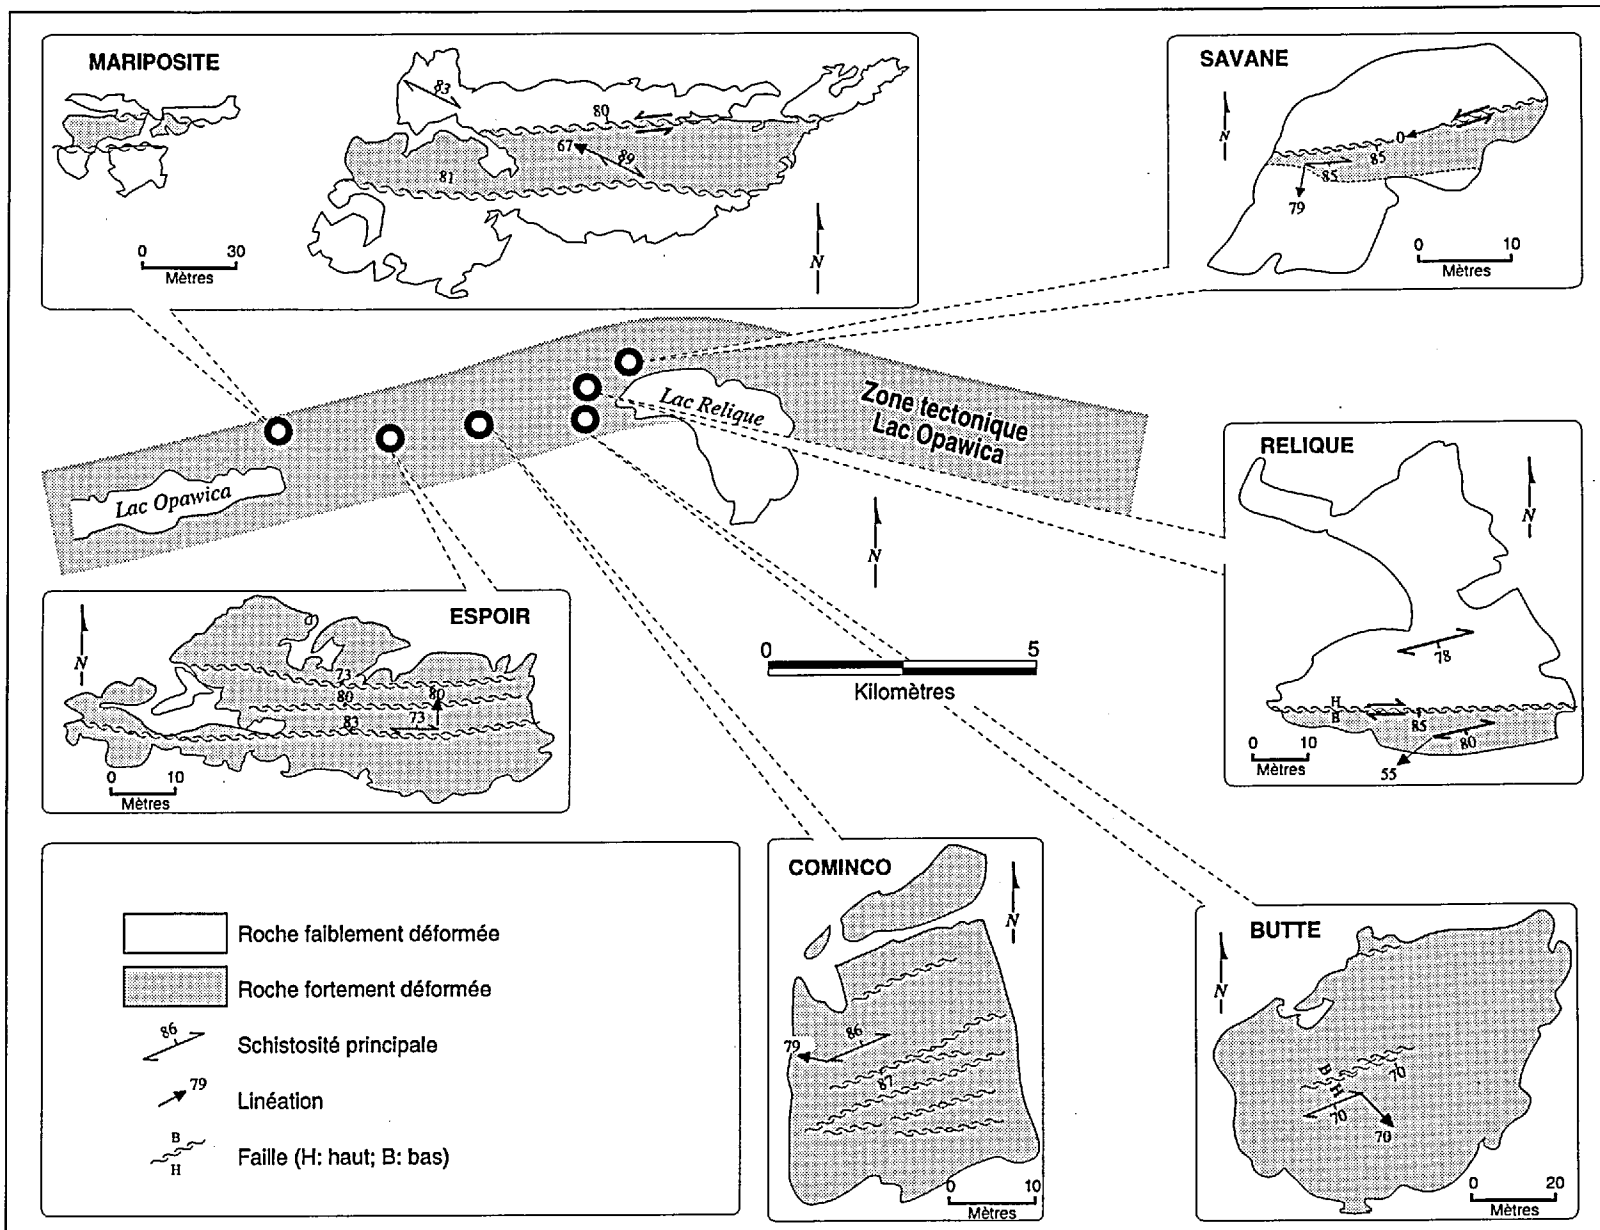 MARIPOSITE
83
80
67
89
81
0 30
Mètres
N
SAVANE
N
0
85
85
79
0 10
Mètres
Lac Opawica
Lac Relique
Zone tectonique
Lac Opawica
N
0 5
Kilomètres
ESPOIR
N
73
80
80
83
73
0 10
Mètres
RELIQUE
N
78
H
B
85
80
55
0 10
Mètres
Roche faiblement déformée
Roche fortement déformée
86
Schistosité principale
79
Linéation
B
H
Faille (H: haut; B: bas)
COMINCO
N
86
79
87
0 10
Mètres
BUTTE
N
B
H
70
70
70
0 20
Mètres